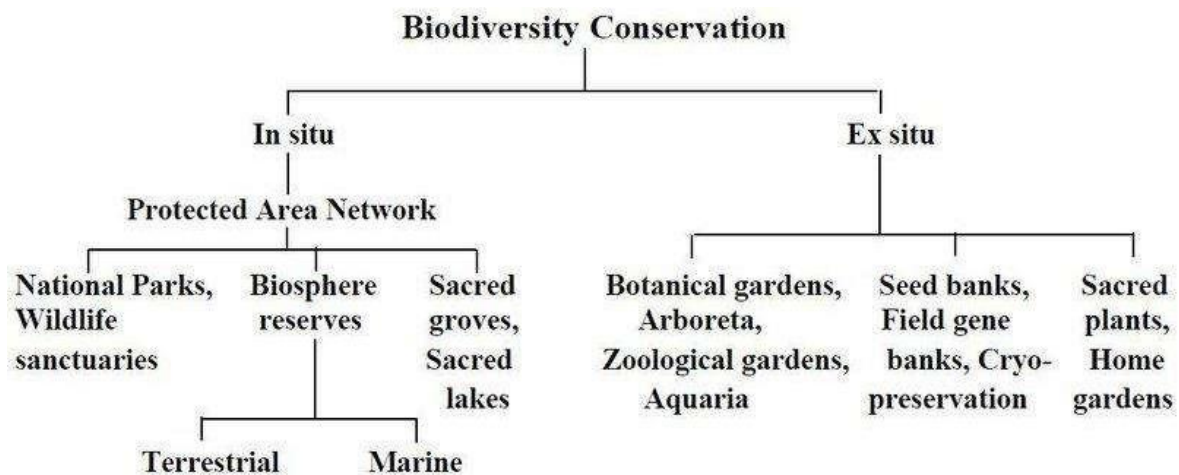 Biodiversity Conservation
In situ
Ex situ
Protected Area Network
National Parks,
Wildlife
sanctuaries
Biosphere
reserves
Sacred
groves,
Sacred
lakes
Botanical gardens,
Arboreta,
Zoological gardens,
Aquaria
Seed banks,
Field gene
banks, Cryo-
preservation
Sacred
plants,
Home
gardens
Terrestrial
Marine